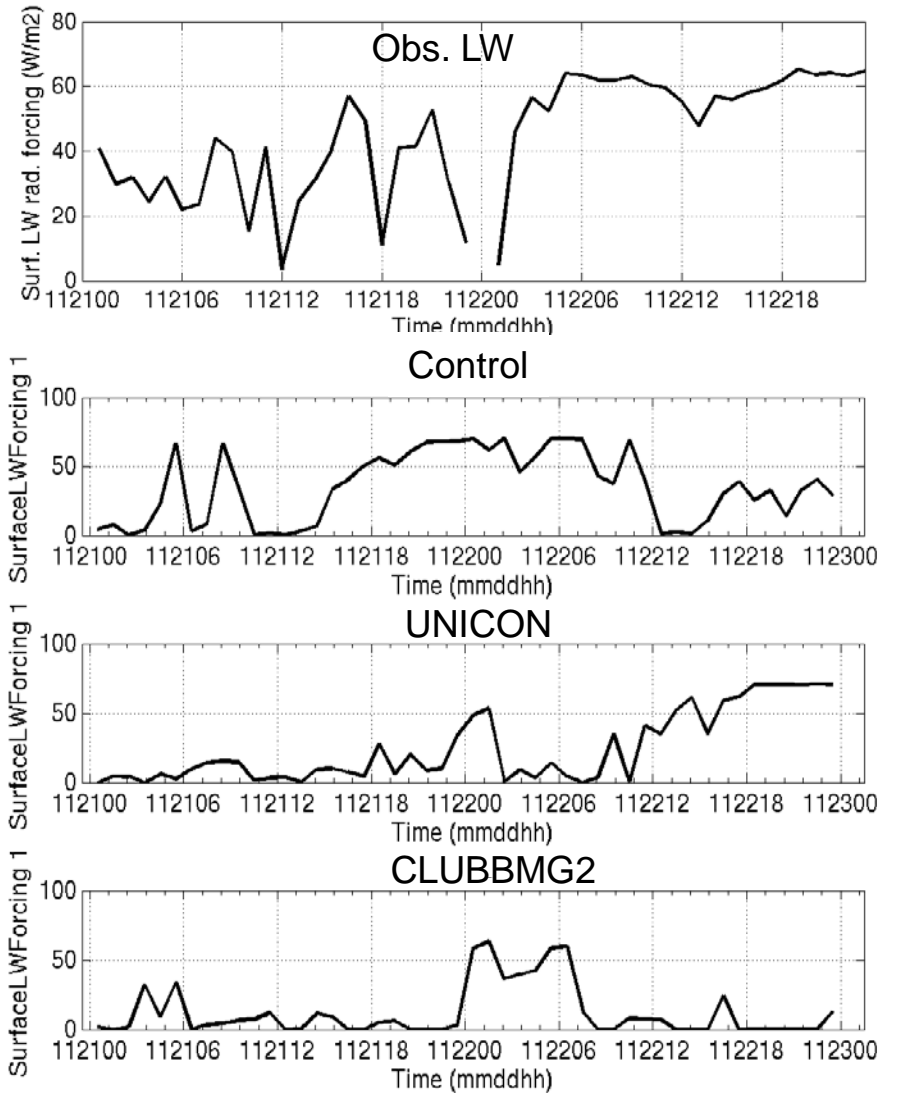 Obs. LW
Surf. LW rad. forcing (W/m2)
80
60
40
20
0
112100 112106 112112 112118 112200 112206 112212 112218
Time (mmddhh)
Control
SurfaceLWForcing 1
100
50
0
112100 112106 112112 112118 112200 112206 112212 112218 112300
Time (mmddhh)
UNICON
SurfaceLWForcing 1
100
50
0
112100 112106 112112 112118 112200 112206 112212 112218 112300
Time (mmddhh)
CLUBBMG2
SurfaceLWForcing 1
100
50
0
112100 112106 112112 112118 112200 112206 112212 112218 112300
Time (mmddhh)